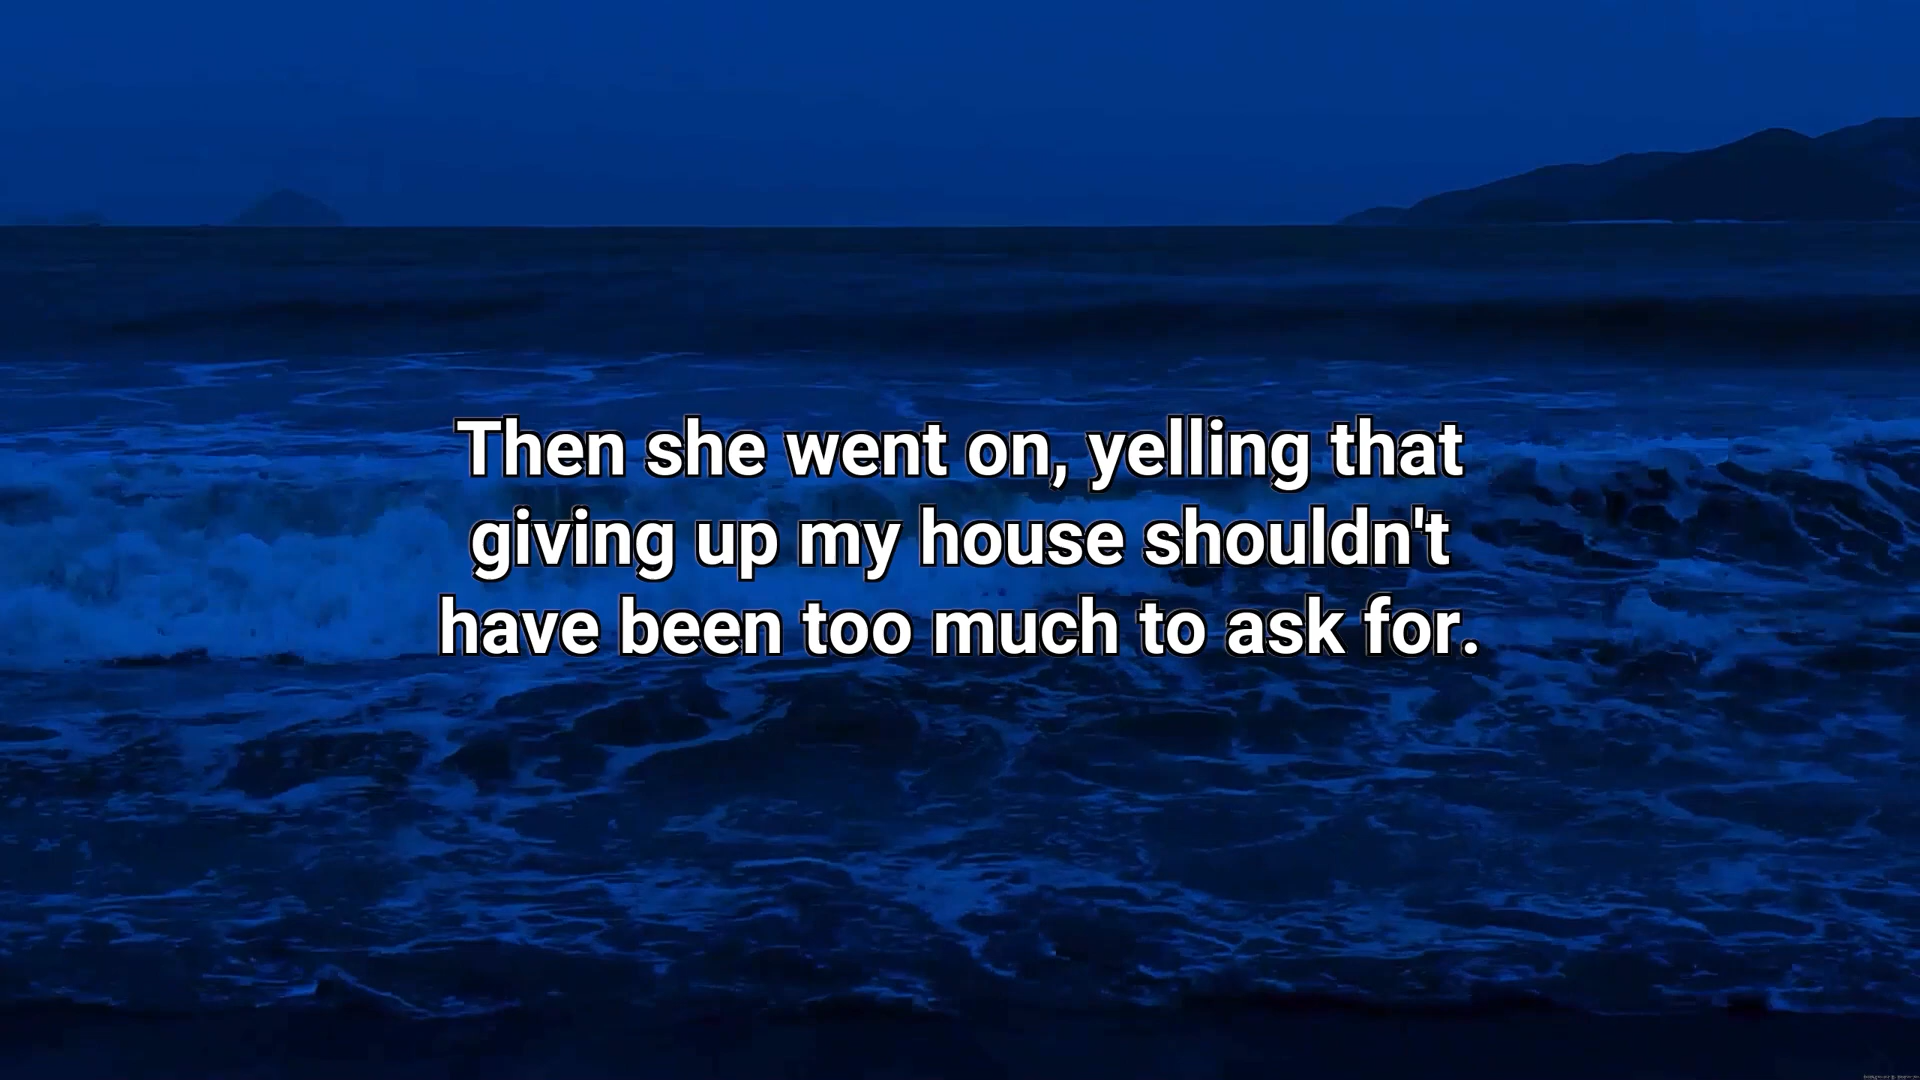 Then she went on, yelling that
giving up my house shouldn't
have been too much to ask for.